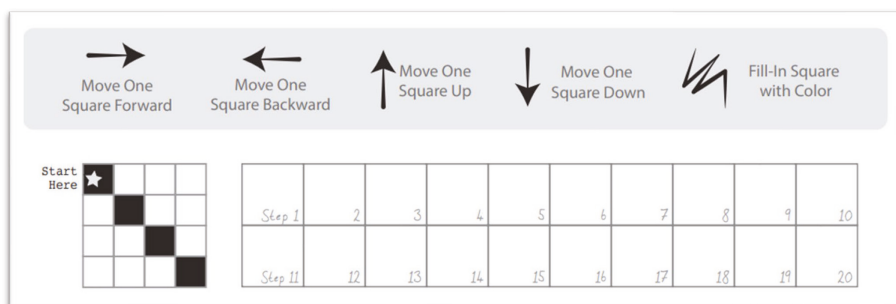 Move One
Square Forward
Move One
Square Backward
Move One
Square Up
Move One
Square Down
Fill-In Square
with Color
Start
Here
Step 1 2 3 4 5 6 7 8 9 10
Step 11 12 13 14 15 16 17 18 19 20